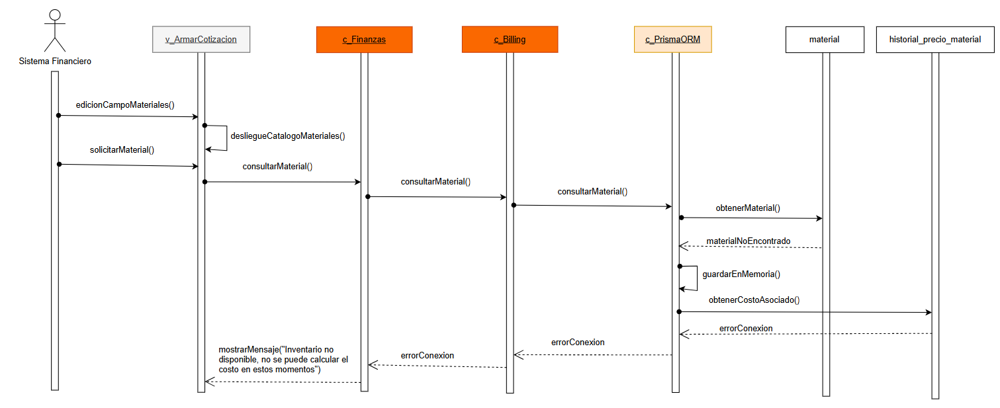 Sistema Financiero
v_ArmarCotizacion
c_Finanzas
c_Billing
c_PrismaORM
material
historial_precio_material
edicionCampoMateriales()
desliegueCatalogoMateriales()
solicitarMaterial()
consultarMaterial()
consultarMaterial()
consultarMaterial()
obtenerMaterial()
materialNoEncontrado
guardarEnMemoria()
obtenerCostoAsociado()
errorConexion
errorConexion
errorConexion
mostrarMensaje("Inventario no
disponible, no se puede calcular el
costo en estos momentos")